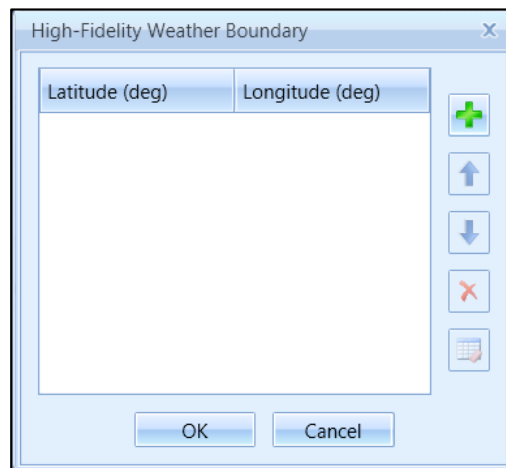 High-Fidelity Weather Boundary
Latitude (deg) Longitude (deg)
OK Cancel